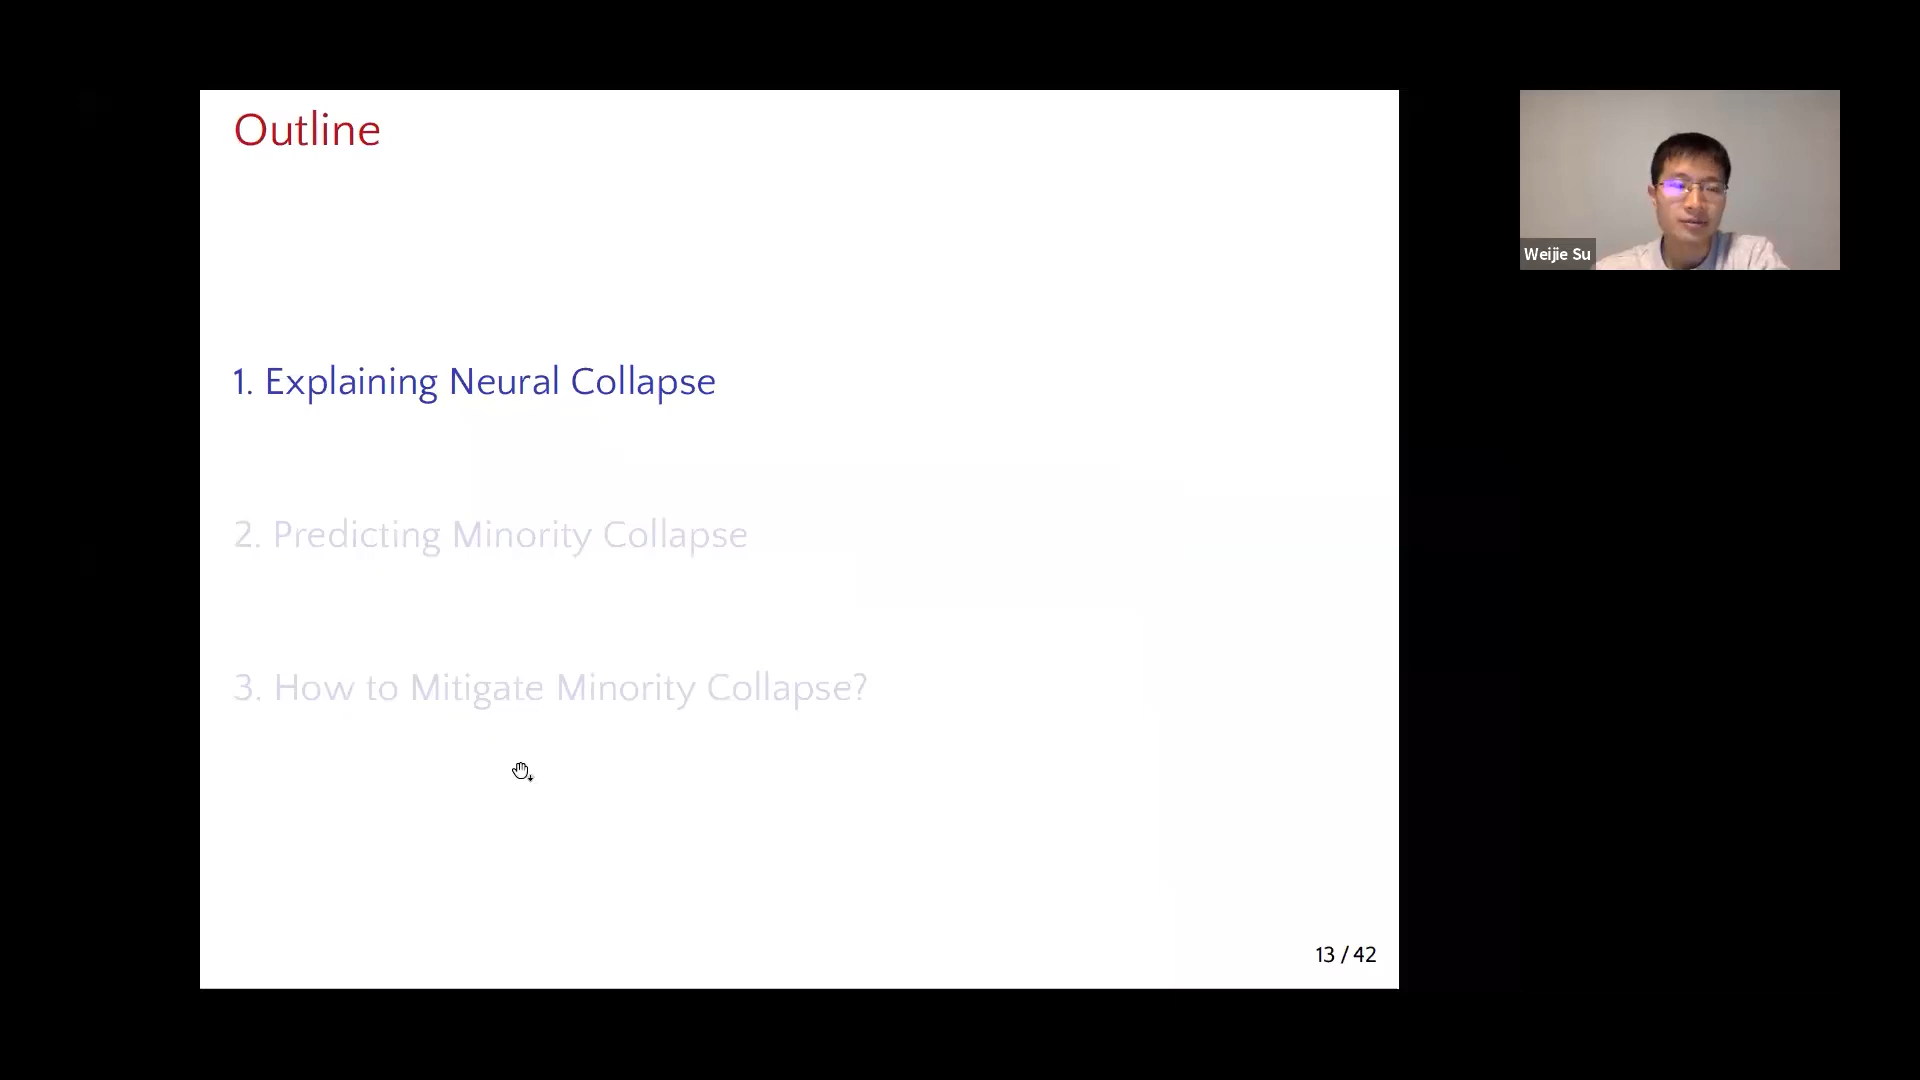 Outline
1. Explaining Neural Collapse
2. Predicting Minority Collapse
3. How to Mitigate Minority Collapse?
13 / 42
Weijie Su